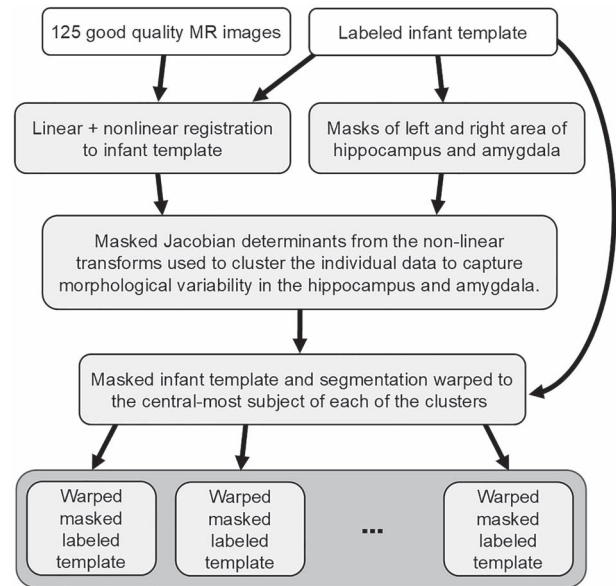 125 good quality MR images
Labeled infant template
Linear + nonlinear registration
to infant template
Masks of left and right area of
hippocampus and amygdala
Masked Jacobian determinants from the non-linear
transforms used to cluster the individual data to capture
morphological variability in the hippocampus and amygdala.
Masked infant template and segmentation warped to
the central-most subject of each of the clusters
Warped
masked
labeled
template
Warped
masked
labeled
template
...
Warped
masked
labeled
template